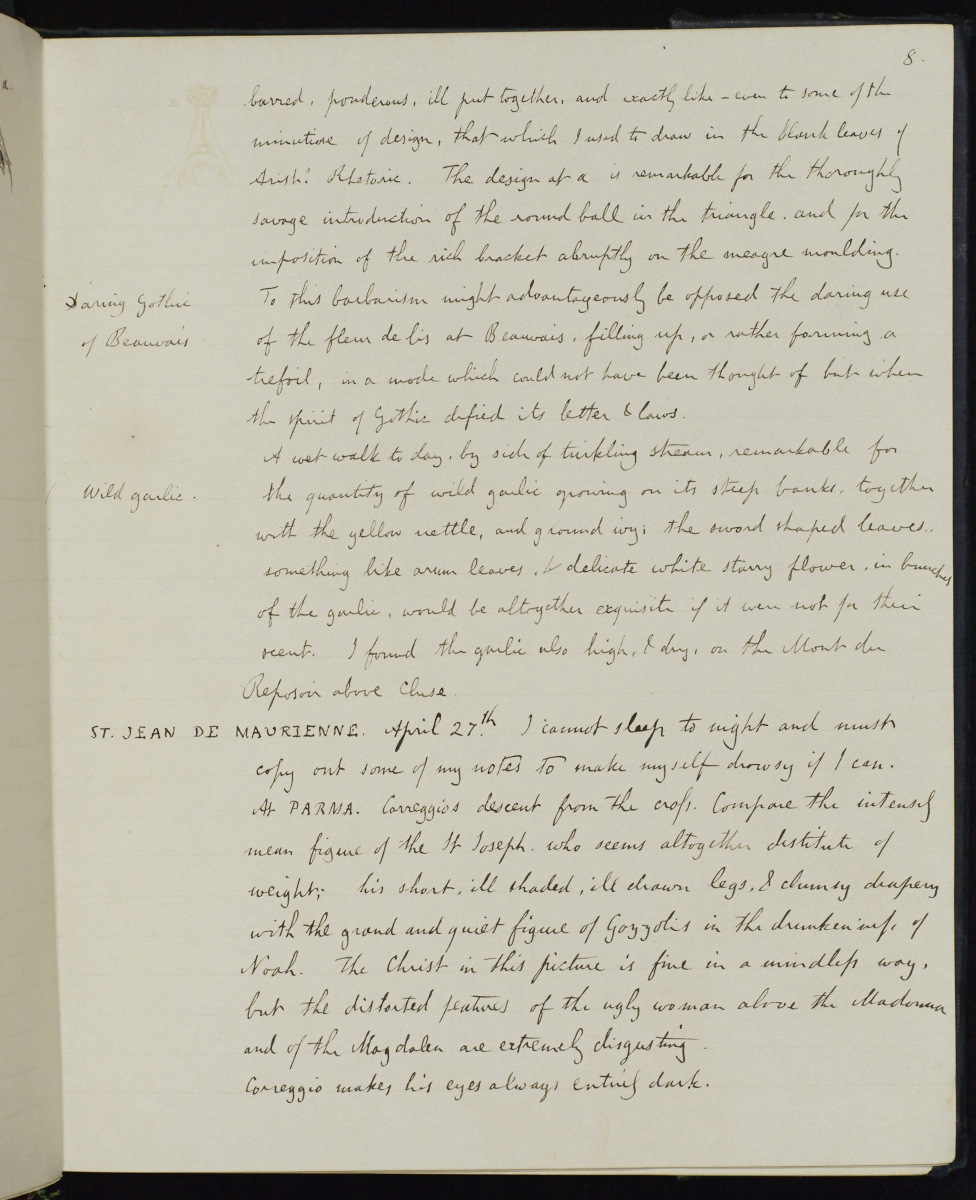 8.
barred, ponderous, ill put together, and exactly like - even to some of the
minutiae of design, that which I used to draw in the blank leaves of
Arist:s Rhetoric. The design at a is remarkable for the thoroughly
savage introduction of the round ball in the triangle. and for the
imposition of the rich bracket abruptly on the meagre moulding.
Daring Gothic
of Beauvais
To this barbarism might advantageously be opposed the daring use
of the fleur de lis at Beauvais, filling up, or rather forming a
trefoil, in a mode which could not have been thought of but when
the spirit of Gothic defied its letter & laws.
A wet walk to day, by side of tinkling stream, remarkable for
Wild garlic.
the quantity of wild garlic growing on its steep banks, together
with the yellow nettle, and ground ivy; the sword shaped leaves..
something like arum leaves, & delicate white starry flower, in bunches
of the garlic, would be altogether exquisite if it were not for their
scent. I found the garlic also high, & dry, on the Mont du
Reposoir above Cluse.
ST. JEAN DE MAURIENNE. April 27.th I cannot sleep to night and must
copy out some of my notes to make myself drowsy if I can.
At PARMA. Correggios descent from the cross. Compare the intensely
mean figure of the St Joseph. who seems altogether destitute of
weight; his short, ill shaded, ill drawn legs, & clumsy drapery
with the grand and quiet figure of Gozzolis in the drunkenness of
Noah. The Christ in this picture is fine in a mindless way,
but the distorted features of the ugly woman above the Madonna
and of the Magdalen are extremely disgusting.
Correggio makes his eyes always entirely dark.